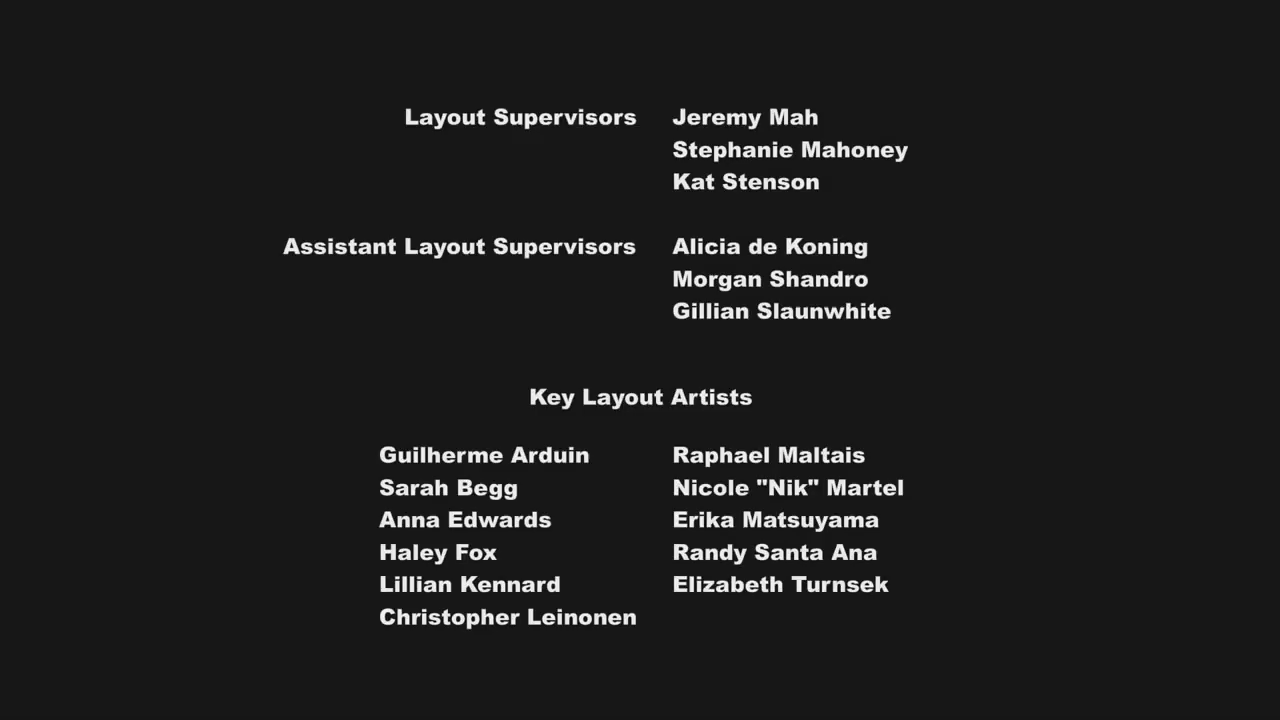 Layout Supervisors Jeremy Mah
Stephanie Mahoney
Kat Stenson
Assistant Layout Supervisors Alicia de Koning
Morgan Shandro
Gillian Slaunwhite
Key Layout Artists
Guilherme Arduin Raphael Maltais
Sarah Begg Nicole "Nik" Martel
Anna Edwards Erika Matsuyama
Haley Fox Randy Santa Ana
Lillian Kennard Elizabeth Turnsek
Christopher Leinonen